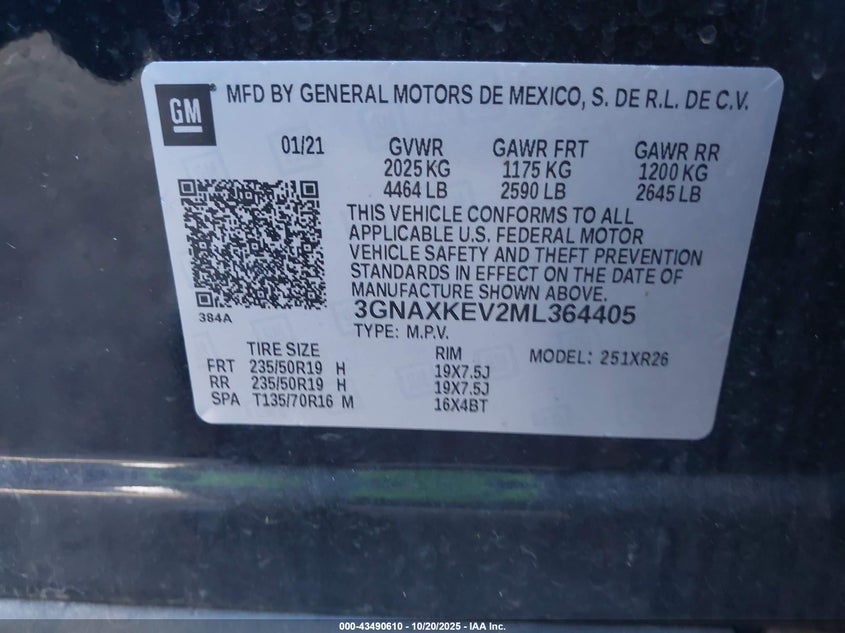 GM
MFD BY GENERAL MOTORS DE MEXICO, S. DE R.L. DE C.V.
01/21 GVWR GAWR FRT GAWR RR
2025 KG 1175 KG 1200 KG
4464 LB 2590 LB 2645 LB
THIS VEHICLE CONFORMS TO ALL
APPLICABLE U.S. FEDERAL MOTOR
VEHICLE SAFETY AND THEFT PREVENTION
STANDARDS IN EFFECT ON THE DATE OF
MANUFACTURE SHOWN ABOVE.
384A
3GNAXKEV2ML364405
TYPE: M.P.V.
TIRE SIZE RIM MODEL: 251XR26
FRT 235/50R19 H 19X7.5J
RR 235/50R19 H 19X7.5J
SPA T135/70R16 M 16X4BT
000-43490610 - 10/20/2025 - IAA Inc.